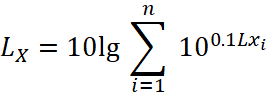 L_X = 10lg ∑_{i=1}^{n} 10^{0.1Lx_i}